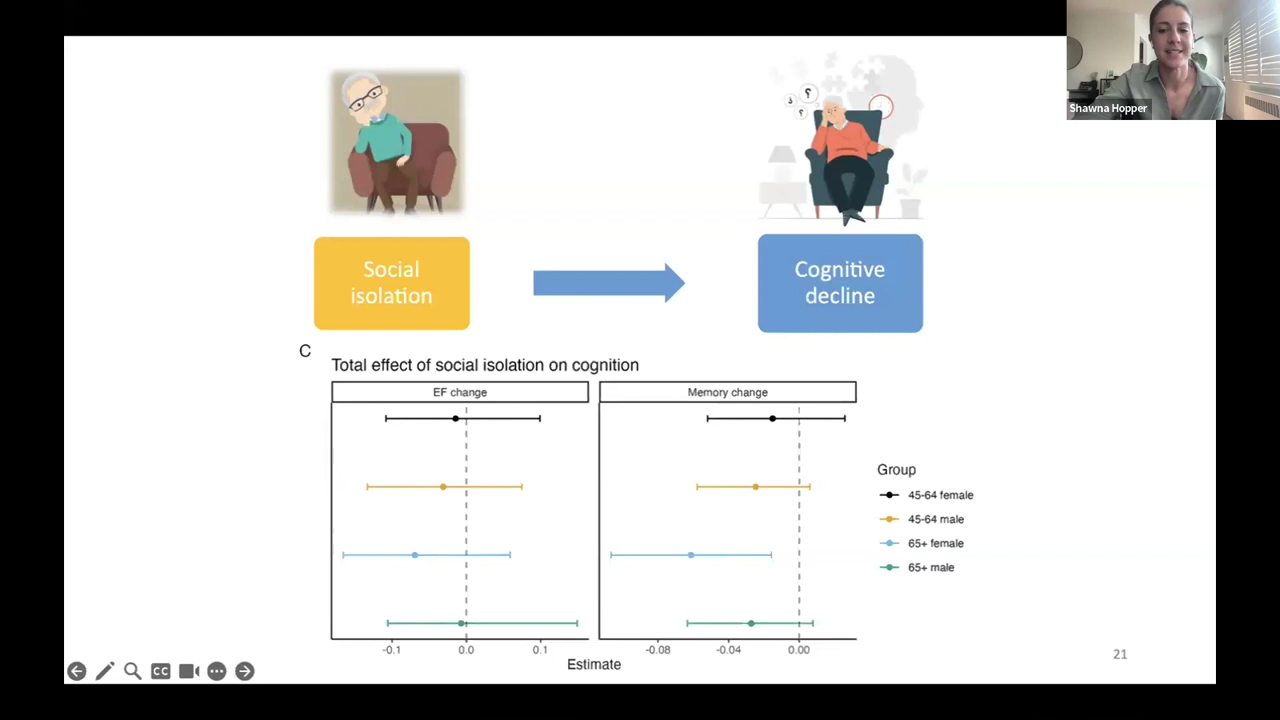 Shawna Hopper
? ? ?
Social
isolation
Cognitive
decline
C
Total effect of social isolation on cognition
EF change
Memory change
Group
45-64 female
45-64 male
65+ female
65+ male
-0.1 0.0 0.1
-0.08 -0.04 0.00
Estimate
21
CC